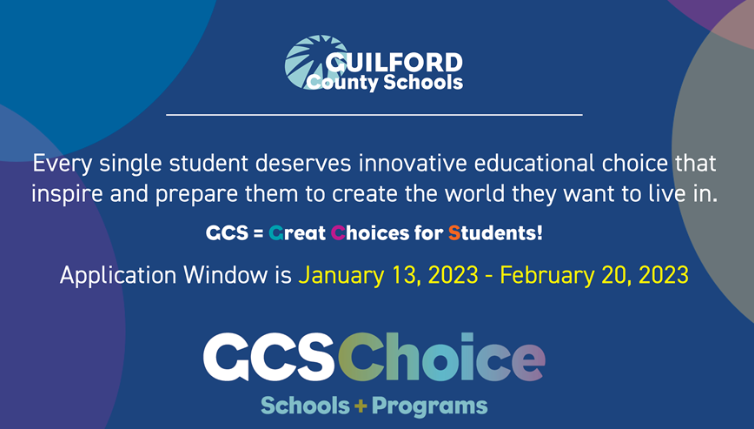 GUILFORD
County Schools
Every single student deserves innovative educational choice that
inspire and prepare them to create the world they want to live in.
GCS = Great Choices for Students!
Application Window is January 13, 2023 - February 20, 2023
GCSChoice
Schools + Programs